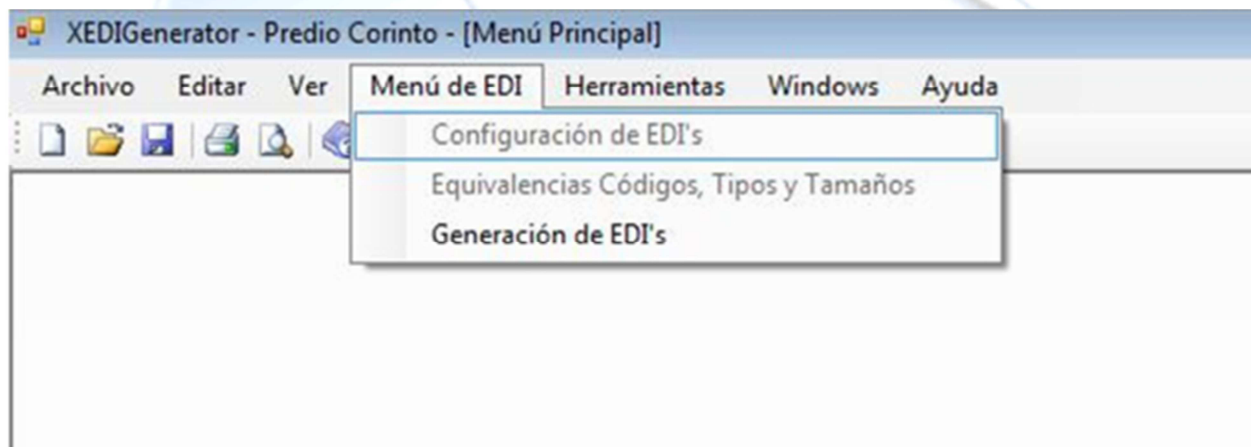 XEDIGenerator - Predio Corinto - [Menú Principal]
Archivo Editar Ver Menú de EDI Herramientas Windows Ayuda
Configuración de EDI's
Equivalencias Códigos, Tipos y Tamaños
Generación de EDI's